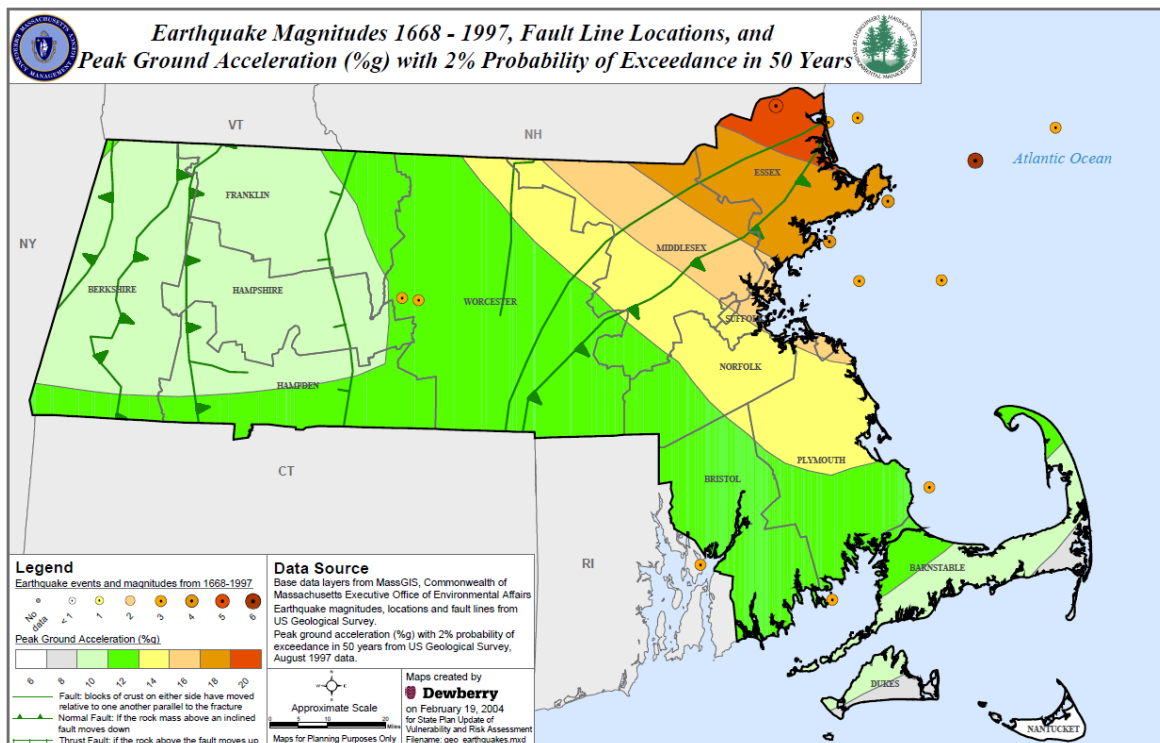 Earthquake Magnitudes 1668 - 1997, Fault Line Locations, and
Peak Ground Acceleration (%g) with 2% Probability of Exceedance in 50 Years
VT
NH
Atlantic Ocean
ESSEX
FRANKLIN
NY
MIDDLESEX
BERKSHIRE
HAMPSHIRE
WORCESTER
SUFFOLK
NORFOLK
HAMPDEN
PLYMOUTH
CT
BRISTOL
RI
BARNSTABLE
DUKES
NANTUCKET
Legend
Earthquake events and magnitudes from 1668-1997
No data <1 1 2 3 4 5 6
Peak Ground Acceleration (%g)
6 8 10 12 14 16 18 20
Fault: blocks of crust on either side have moved
relative to one another parallel to the fracture
Normal Fault: If the rock mass above an inclined
fault moves down
Thrust Fault: if the rock above the fault moves up
Data Source
Base data layers from MassGIS, Commonwealth of
Massachusetts Executive Office of Environmental Affairs
Earthquake magnitudes, locations and fault lines from
US Geological Survey.
Peak ground acceleration (%g) with 2% probability of
exceedance in 50 years from US Geological Survey,
August 1997 data.
Approximate Scale
0 5 10 20
Miles
Maps for Planning Purposes Only
Maps created by
Dewberry
on February 19, 2004
for State Plan Update of
Vulnerability and Risk Assessment
Filename: geo_earthquakes.mxd